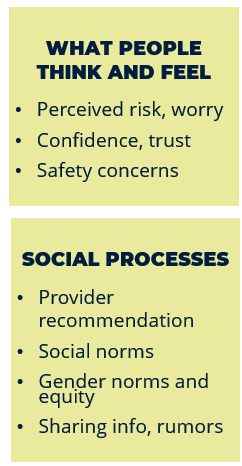 WHAT PEOPLE
THINK AND FEEL
• Perceived risk, worry
• Confidence, trust
• Safety concerns
SOCIAL PROCESSES
• Provider
recommendation
• Social norms
• Gender norms and
equity
• Sharing info, rumors